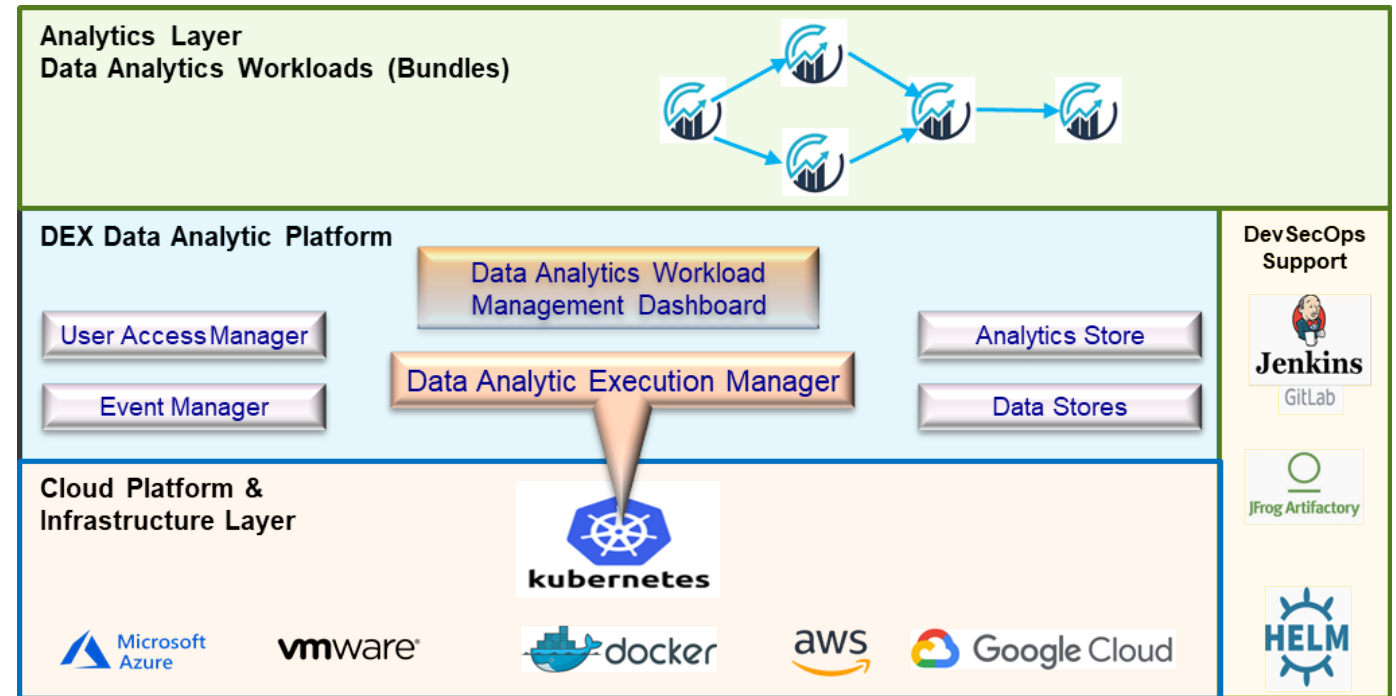 Analytics Layer
Data Analytics Workloads (Bundles)
DEX Data Analytic Platform
Data Analytics Workload
Management Dashboard
User Access Manager
Event Manager
Data Analytic Execution Manager
Analytics Store
Data Stores
DevSecOps
Support
Jenkins
GitLab
JFrog Artifactory
HELM
Cloud Platform &
Infrastructure Layer
kubernetes
Microsoft
Azure
vmware®
docker
aws
Google Cloud